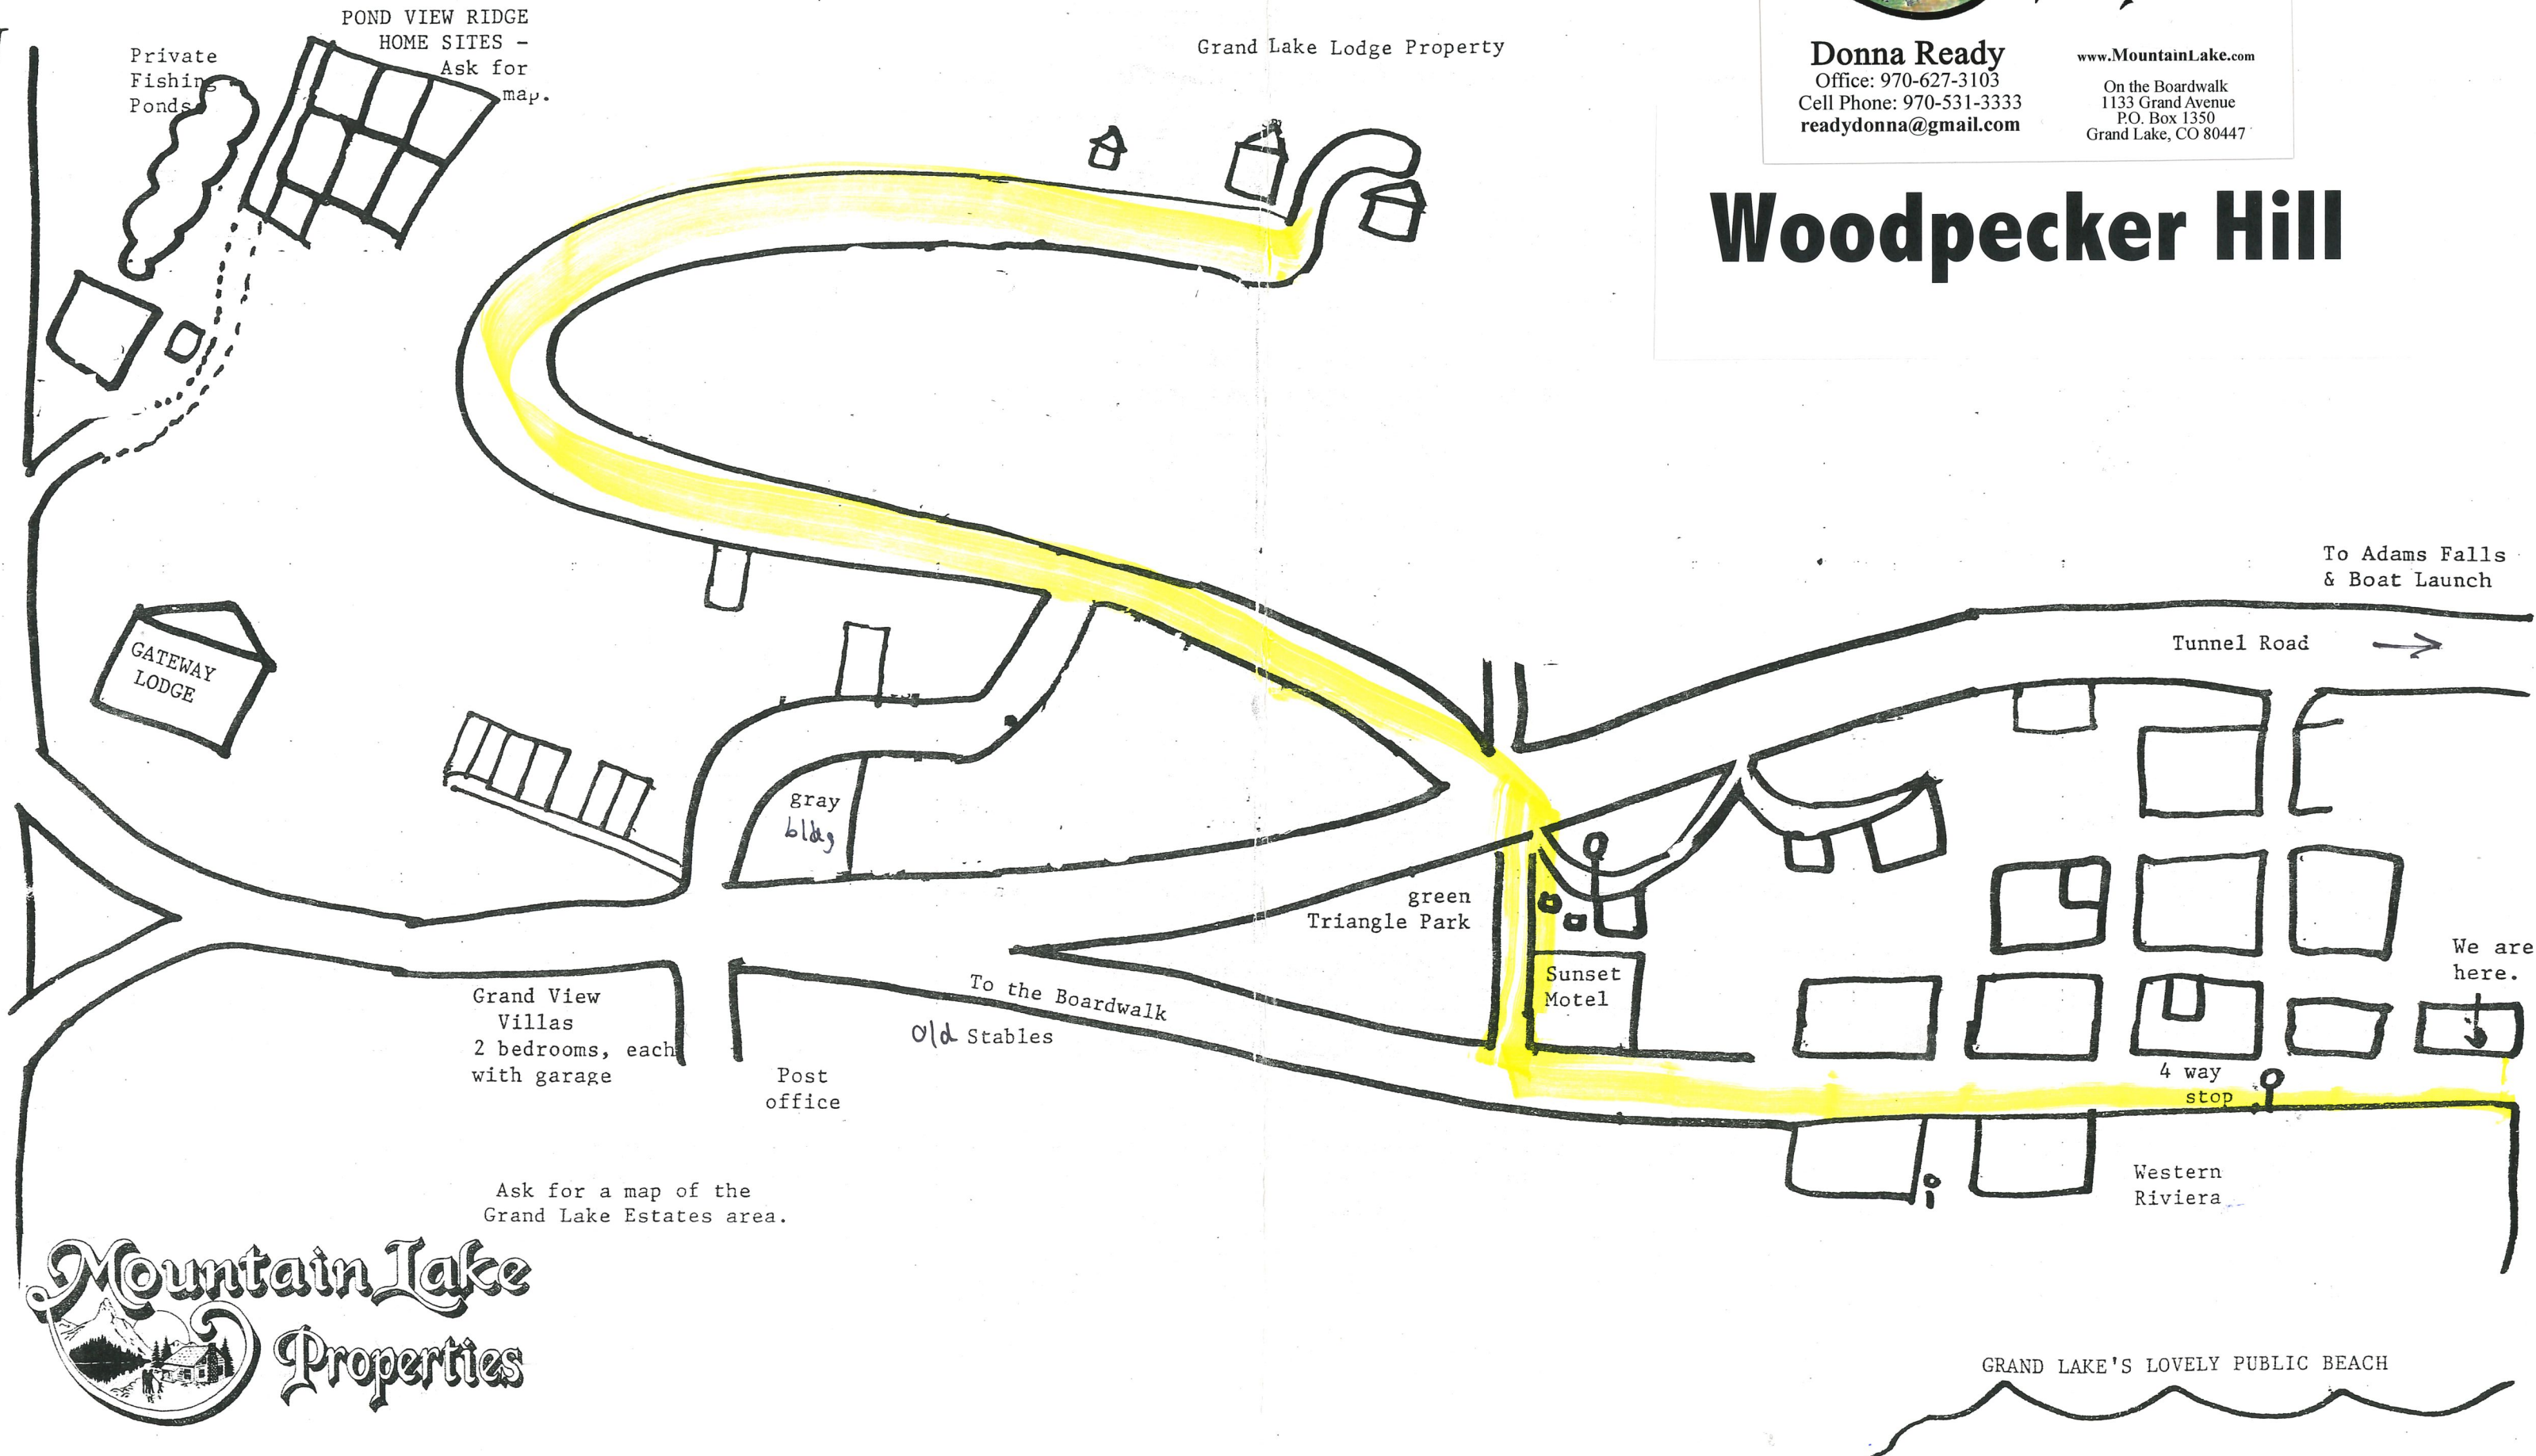 POND VIEW RIDGE
HOME SITES -
Ask for
map.
Private
Fishing
Ponds
Grand Lake Lodge Property
Donna Ready
Office: 970-627-3103
Cell Phone: 970-531-3333
readydonna@gmail.com
www.MountainLake.com
On the Boardwalk
1133 Grand Avenue
P.O. Box 1350
Grand Lake, CO 80447
Woodpecker Hill
To Adams Falls
& Boat Launch
Tunnel Road
GATEWAY
LODGE
gray
bldg
green
Triangle Park
Sunset
Motel
We are
here.
To the Boardwalk
Old Stables
Grand View
Villas
2 bedrooms, each
with garage
Post
office
4 way
stop
Western
Riviera
Ask for a map of the
Grand Lake Estates area.
Mountain Lake
Properties
GRAND LAKE'S LOVELY PUBLIC BEACH